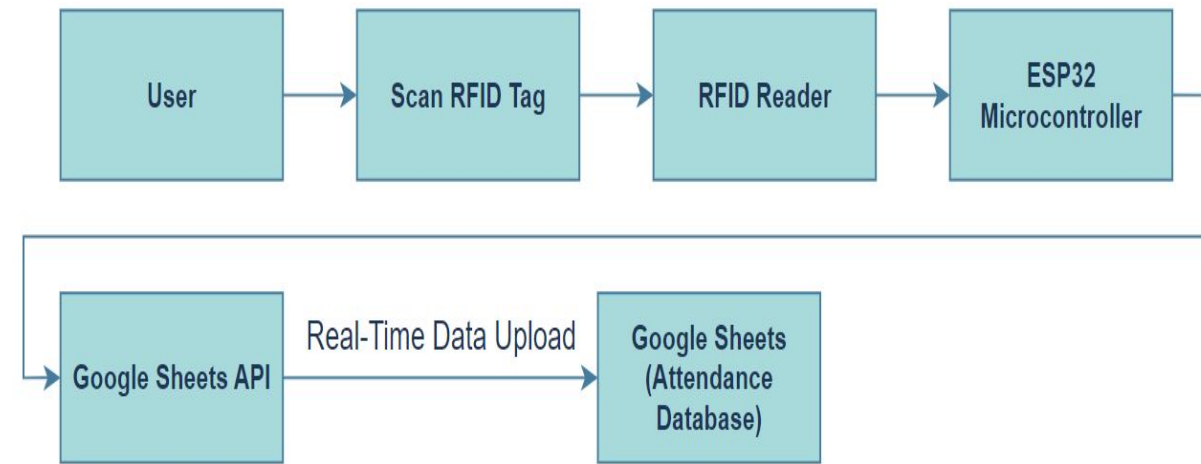 User
Scan RFID Tag
RFID Reader
ESP32
Microcontroller
Google Sheets API
Real-Time Data Upload
Google Sheets
(Attendance
Database)